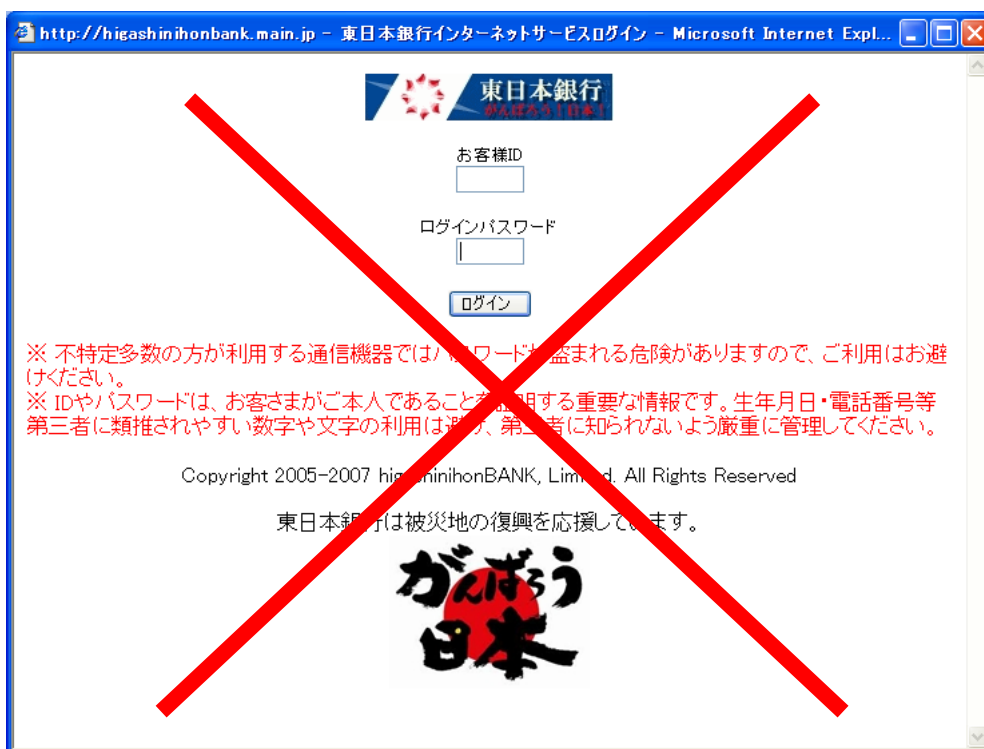 http://higashinihonbank.main.jp - 東日本銀行インターネットサービスログイン - Microsoft Internet Expl...
東日本銀行
がんばろう！日本！
お客様ID
ログインパスワード
ログイン
※ 不特定多数の方が利用する通信機器ではパスワードが盗まれる危険がありますので、ご利用はお避
けください。
※ IDやパスワードは、お客さまがご本人であることを証明する重要な情報です。生年月日・電話番号等
第三者に類推されやすい数字や文字の利用は避け、第三者に知られないよう厳重に管理してください。
Copyright 2005-2007 higashinihonBANK, Limited. All Rights Reserved
東日本銀行は被災地の復興を応援しています。
がんばろう
日本